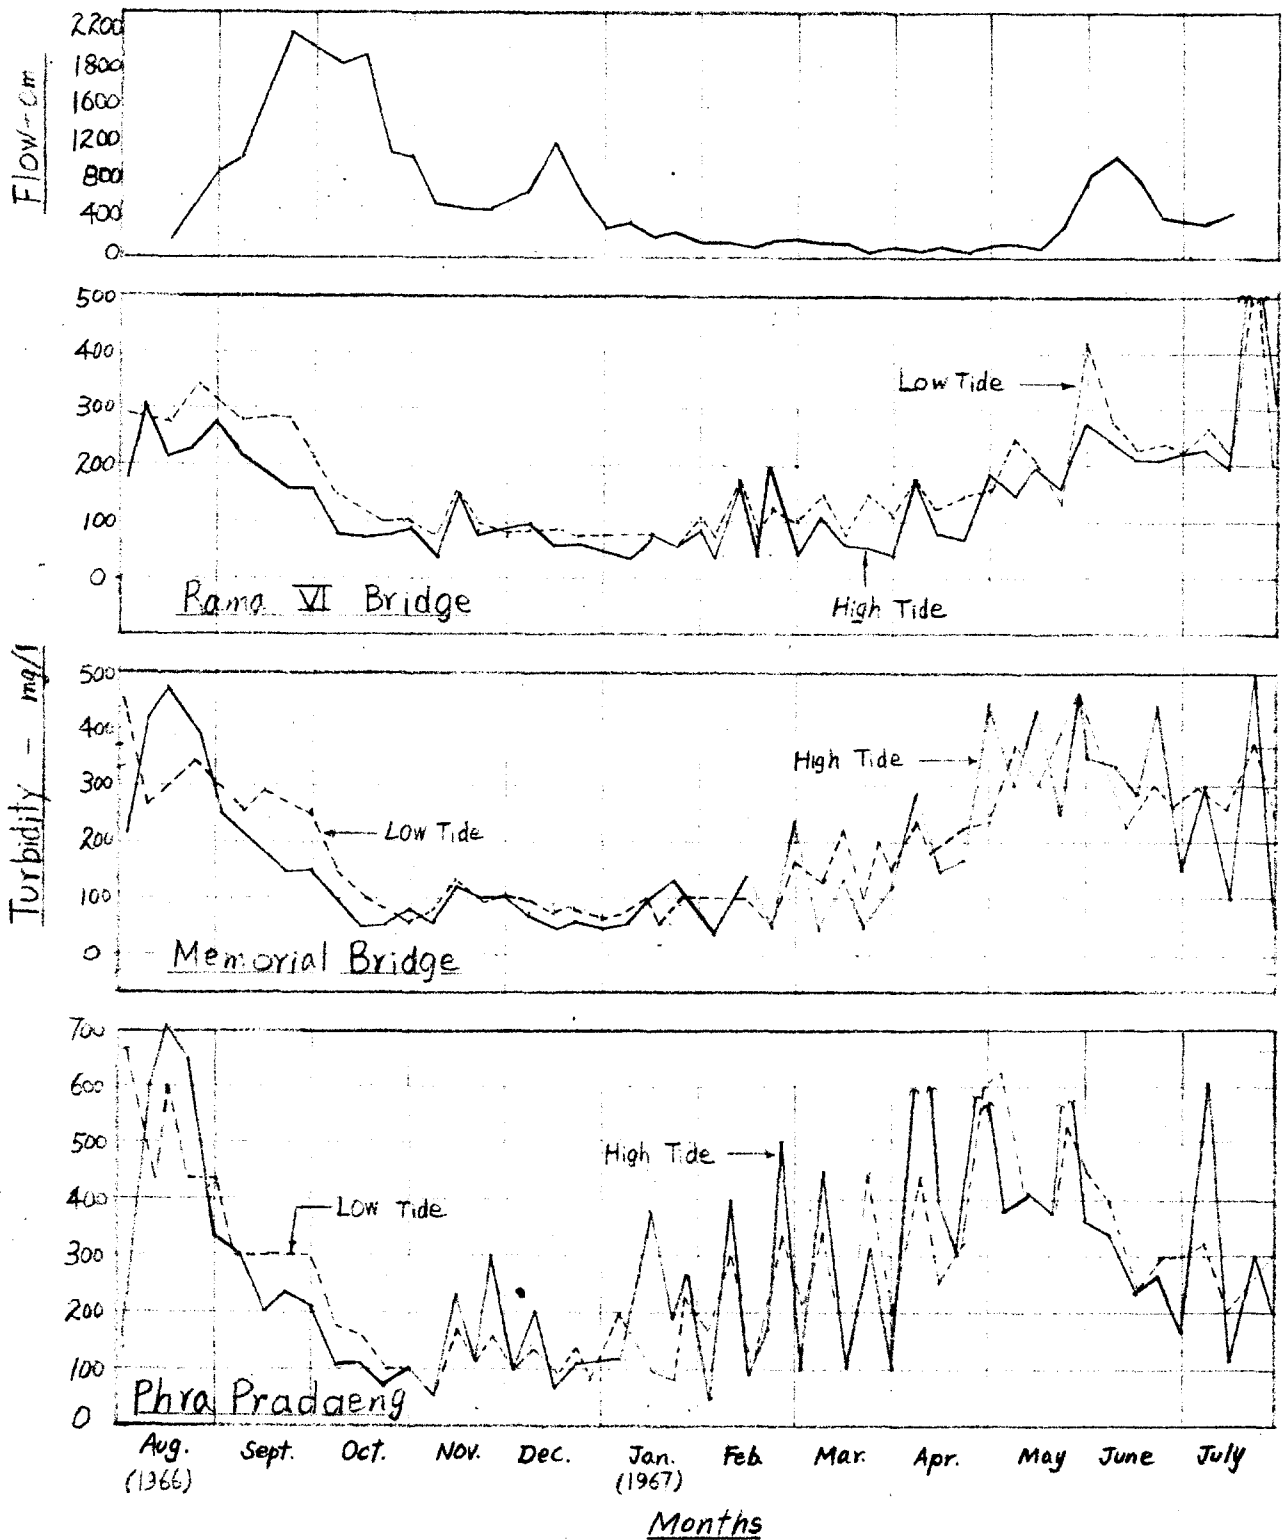 Flow-cm
2200
1800
1600
1200
800
400
0
500
400
300
200
100
0
Low Tide
High Tide
Rama VI Bridge
Turbidity - mg/l
500
400
300
200
100
0
High Tide
Low Tide
Memorial Bridge
700
600
500
400
300
200
100
0
High Tide
Low Tide
Phra Pradaeng
Aug. Sept. Oct. Nov. Dec. Jan. Feb. Mar. Apr. May June July
(1966) (1967)
Months